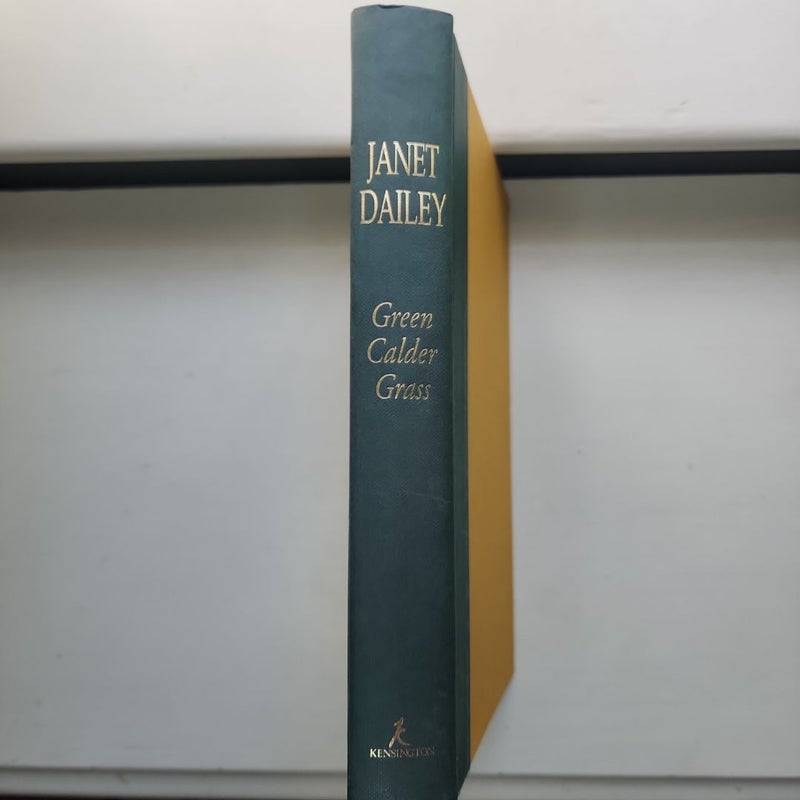 JANET
DAILEY
Green
Calder
Grass
KENSINGTON